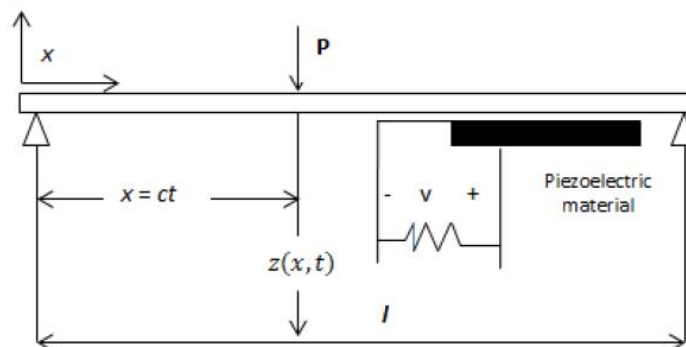 x
P
x = ct
- v +
Piezoelectric
material
z(x,t)
l